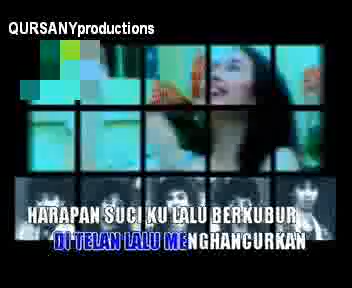 QURSANYproductions
HARAPAN SUCI KU LALU BERKUBUR
DI TELAN LALU MENGHANCURKAN